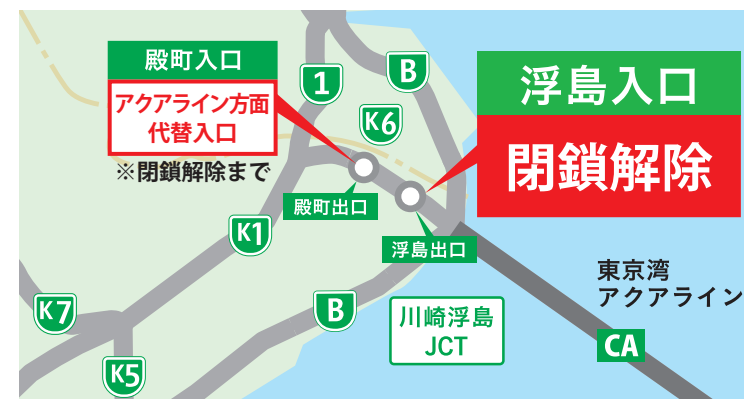 殿町入口
アクアライン方面
代替入口
※閉鎖解除まで
1
B
K6
浮島入口
閉鎖解除
殿町出口
浮島出口
K1
K7
B
K5
川崎浮島
JCT
東京湾
アクアライン
CA